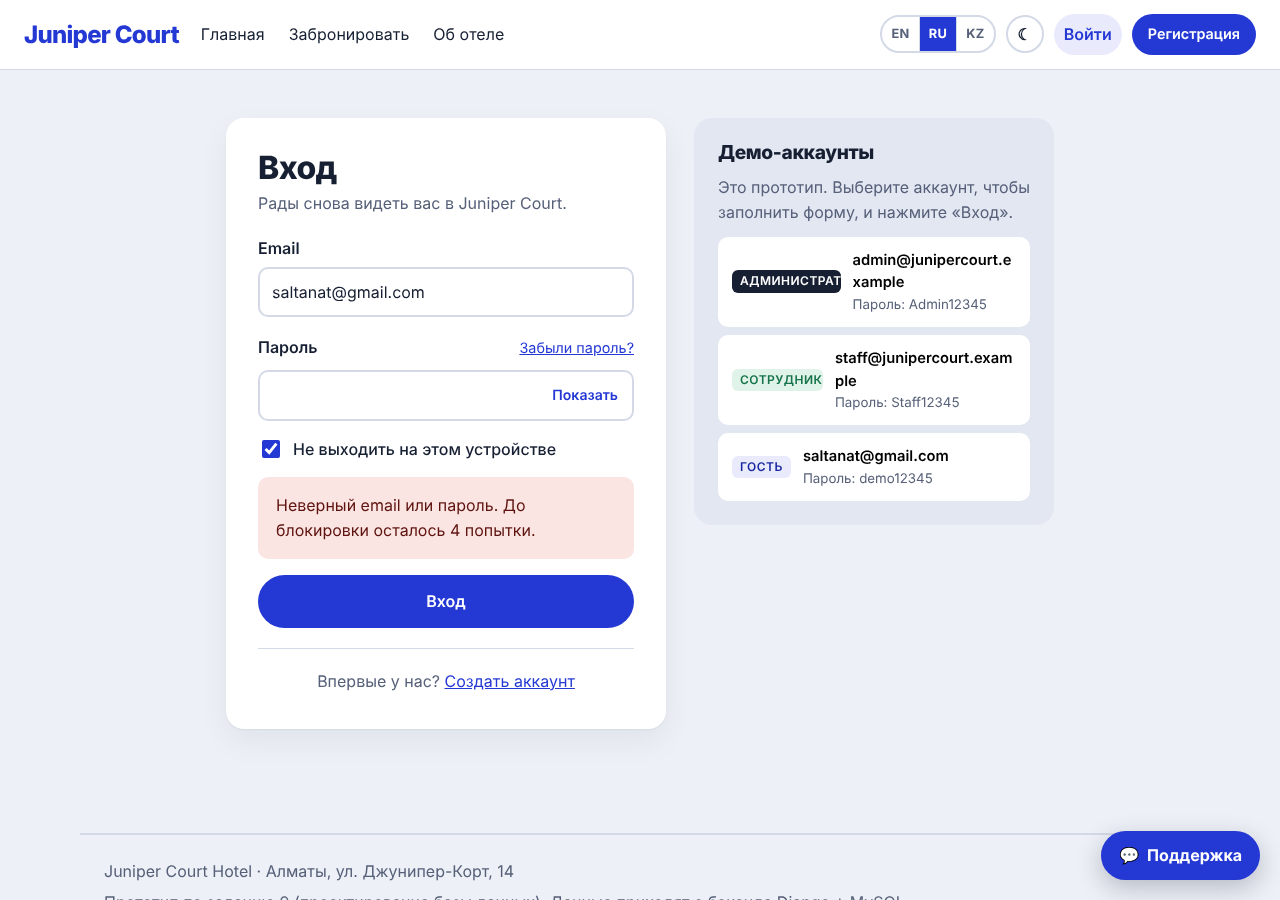 Juniper Court
Главная
Забронировать
Об отеле
EN
RU
KZ
Войти
Регистрация
Вход
Рады снова видеть вас в Juniper Court.
Email
saltanat@gmail.com
Пароль
Забыли пароль?
Показать
Не выходить на этом устройстве
Неверный email или пароль. До
блокировки осталось 4 попытки.
Вход
Впервые у нас? Создать аккаунт
Демо-аккаунты
Это прототип. Выберите аккаунт, чтобы
заполнить форму, и нажмите «Вход».
АДМИНИСТРАТ
admin@junipercourt.e
xample
Пароль: Admin12345
СОТРУДНИК
staff@junipercourt.exam
ple
Пароль: Staff12345
ГОСТЬ
saltanat@gmail.com
Пароль: demo12345
Juniper Court Hotel · Алматы, ул. Джунипер-Корт, 14
Поддержка